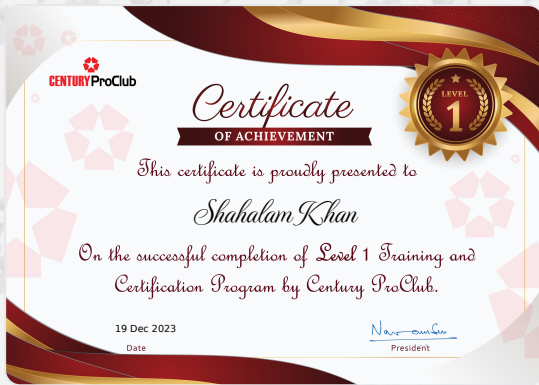 CENTURY ProClub
LEVEL
1
Certificate
OF ACHIEVEMENT
This certificate is proudly presented to
Shahalam Khan
On the successful completion of Level 1 Training and
Certification Program by Century ProClub.
19 Dec 2023
Date
President